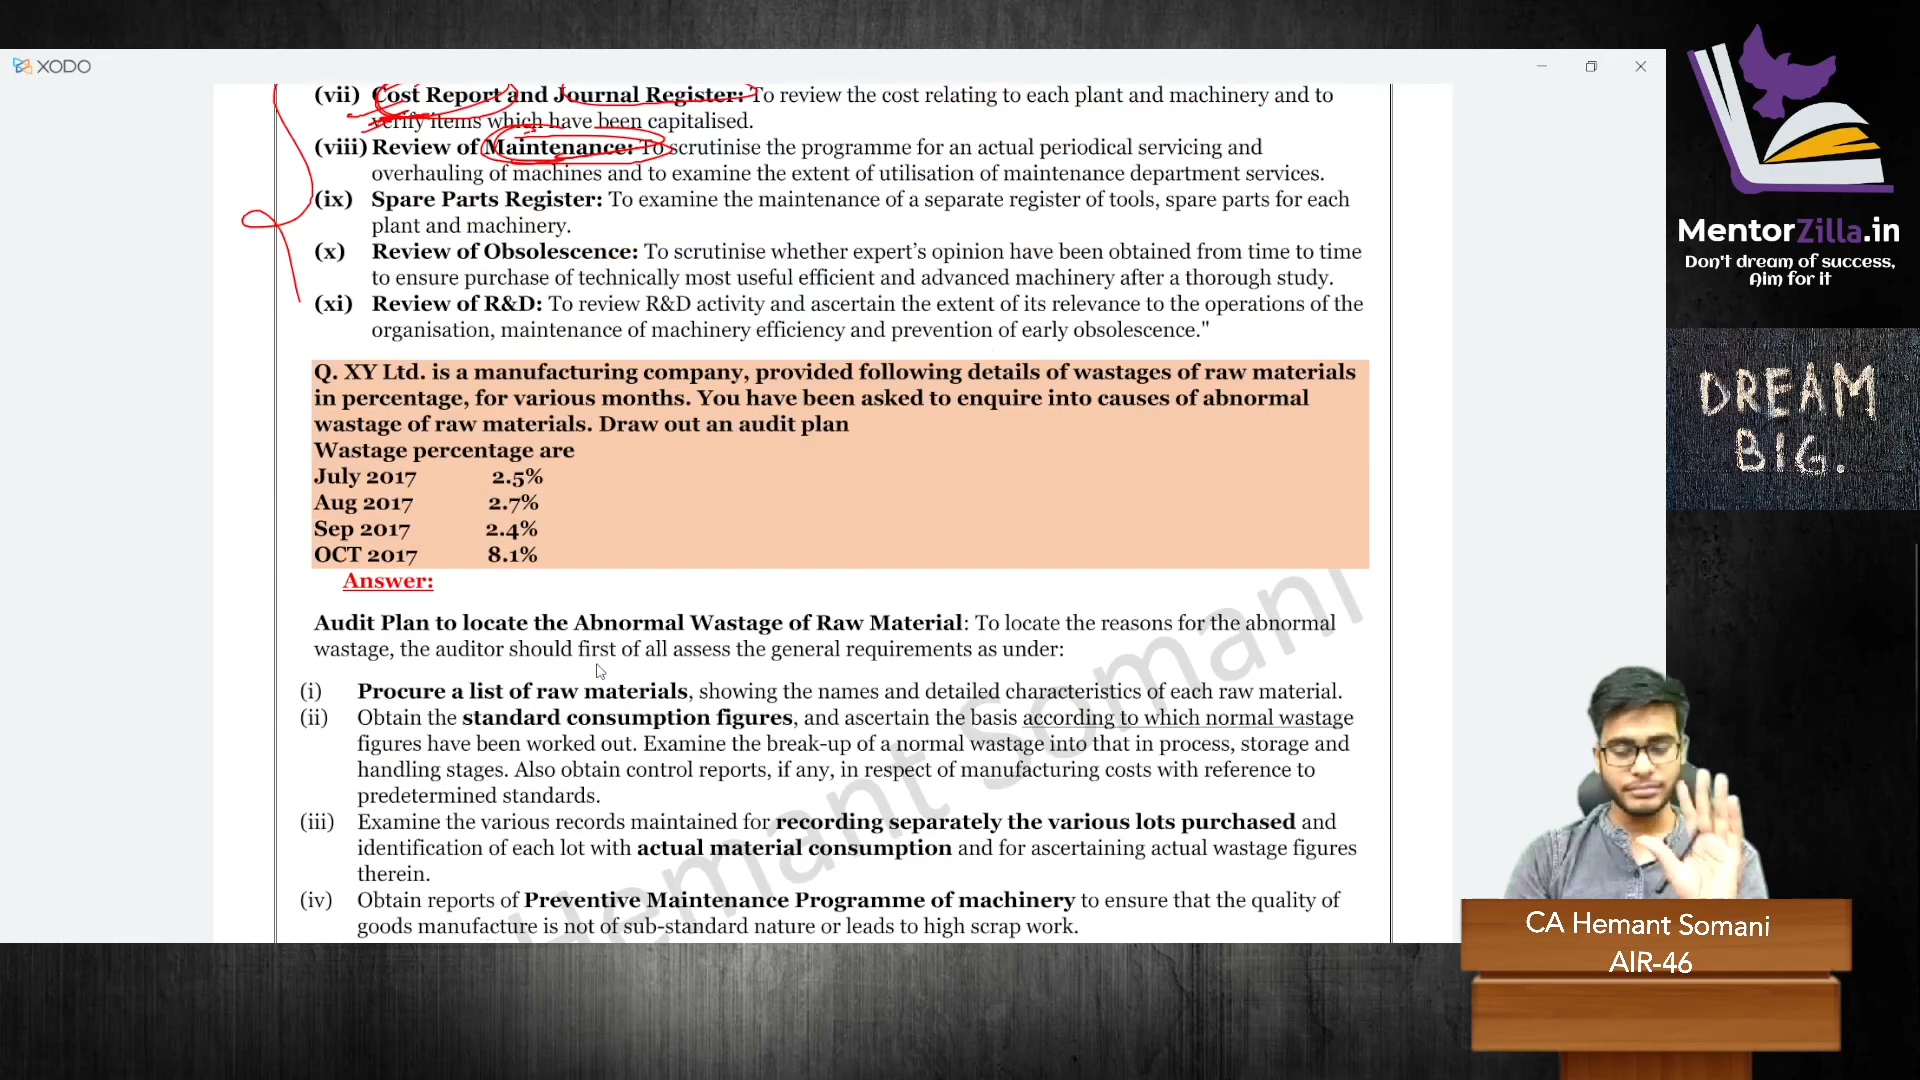 XODO
(vii) Cost Report and Journal Register: To review the cost relating to each plant and machinery and to
verify items which have been capitalised.
(viii) Review of Maintenance: To scrutinise the programme for an actual periodical servicing and
overhauling of machines and to examine the extent of utilisation of maintenance department services.
(ix) Spare Parts Register: To examine the maintenance of a separate register of tools, spare parts for each
plant and machinery.
(x) Review of Obsolescence: To scrutinise whether expert’s opinion have been obtained from time to time
to ensure purchase of technically most useful efficient and advanced machinery after a thorough study.
(xi) Review of R&D: To review R&D activity and ascertain the extent of its relevance to the operations of the
organisation, maintenance of machinery efficiency and prevention of early obsolescence."
Q. XY Ltd. is a manufacturing company, provided following details of wastages of raw materials
in percentage, for various months. You have been asked to enquire into causes of abnormal
wastage of raw materials. Draw out an audit plan
Wastage percentage are
July 2017 2.5%
Aug 2017 2.7%
Sep 2017 2.4%
OCT 2017 8.1%
Answer:
Audit Plan to locate the Abnormal Wastage of Raw Material: To locate the reasons for the abnormal
wastage, the auditor should first of all assess the general requirements as under:
(i) Procure a list of raw materials, showing the names and detailed characteristics of each raw material.
(ii) Obtain the standard consumption figures, and ascertain the basis according to which normal wastage
figures have been worked out. Examine the break-up of a normal wastage into that in process, storage and
handling stages. Also obtain control reports, if any, in respect of manufacturing costs with reference to
predetermined standards.
(iii) Examine the various records maintained for recording separately the various lots purchased and
identification of each lot with actual material consumption and for ascertaining actual wastage figures
therein.
(iv) Obtain reports of Preventive Maintenance Programme of machinery to ensure that the quality of
goods manufacture is not of sub-standard nature or leads to high scrap work.
Hemant Somani
MentorZilla.in
Don't dream of success,
Aim for it
DREAM
BIG.
CA Hemant Somani
AIR-46